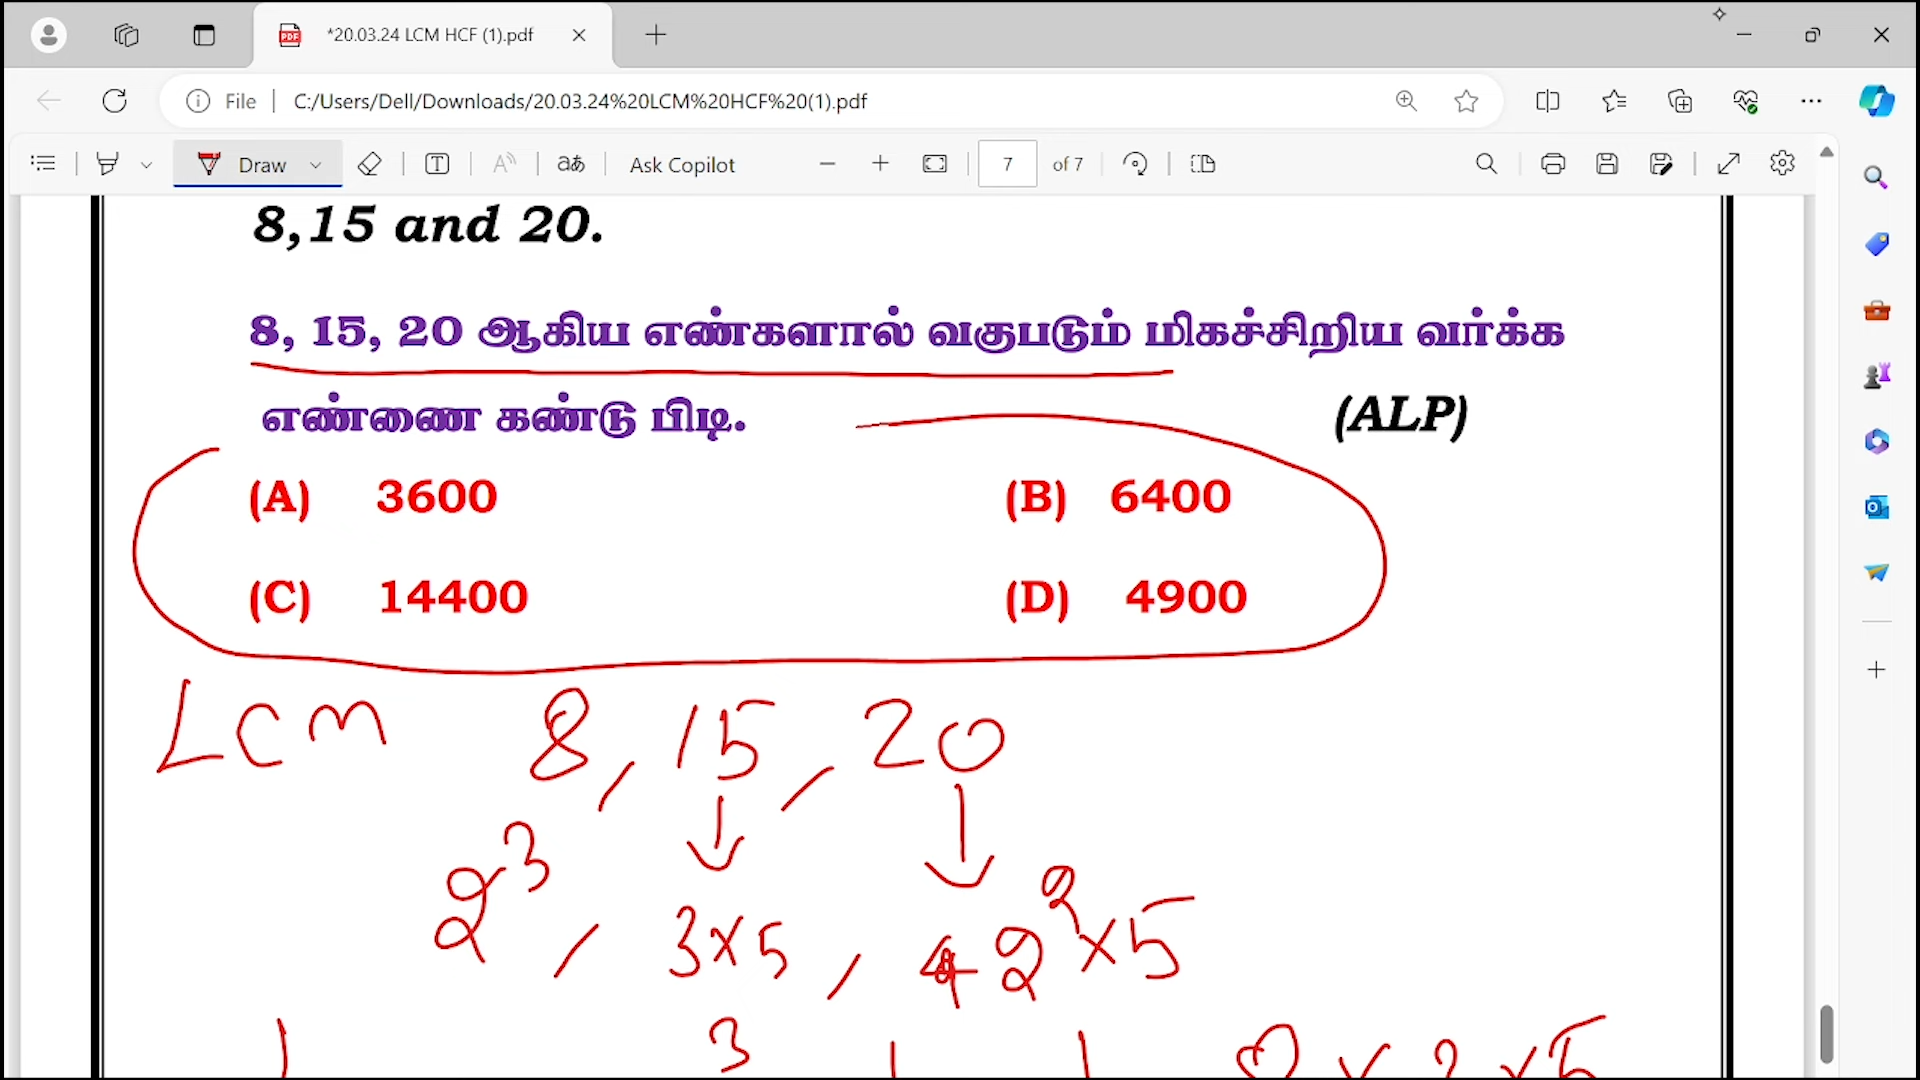 *20.03.24 LCM HCF (1).pdf
File C:/Users/Dell/Downloads/20.03.24%20LCM%20HCF%20(1).pdf
Draw Ask Copilot 7 of 7
8,15 and 20.
8, 15, 20 ஆகிய எண்களால் வகுபடும் மிகச்சிறிய வர்க்க
எண்ணை கண்டு பிடி. (ALP)
(A) 3600 (B) 6400
(C) 14400 (D) 4900
LCM 8, 15, 20
2³, 3×5, 2²×5